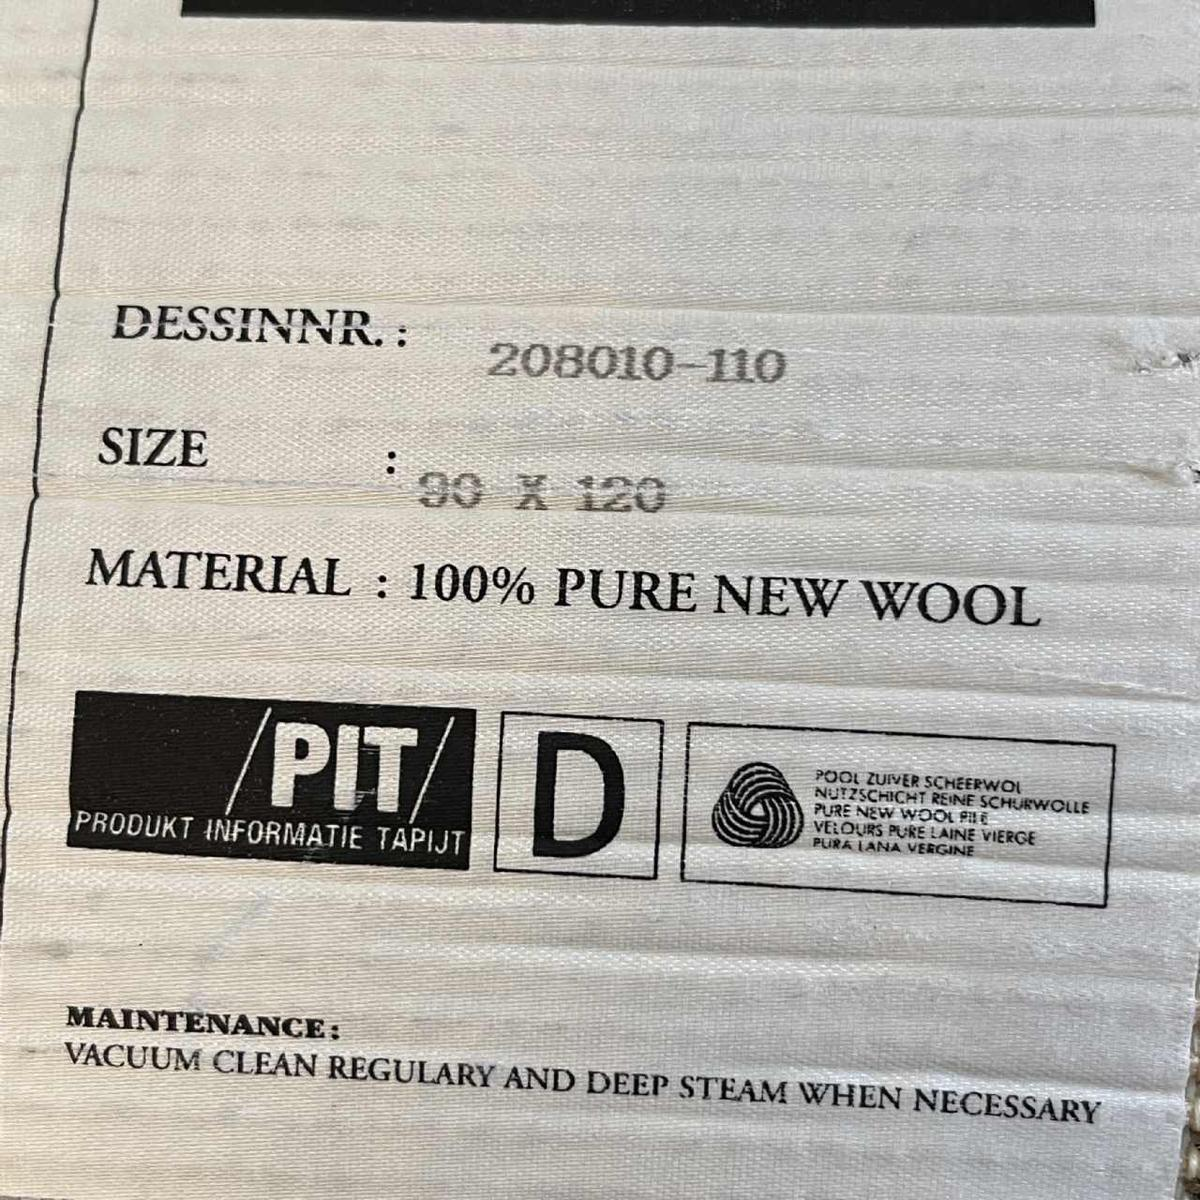 DESSINNR. : 208010-110
SIZE : 90 X 120
MATERIAL : 100% PURE NEW WOOL
/PIT/
PRODUKT INFORMATIE TAPIJT
D
POOL ZUIVER SCHEERWOL
NUTZSCHICHT REINE SCHURWOLLE
PURE NEW WOOL PILE
VELOURS PURE LAINE VIERGE
PURA LANA VERGINE
MAINTENANCE:
VACUUM CLEAN REGULARY AND DEEP STEAM WHEN NECESSARY